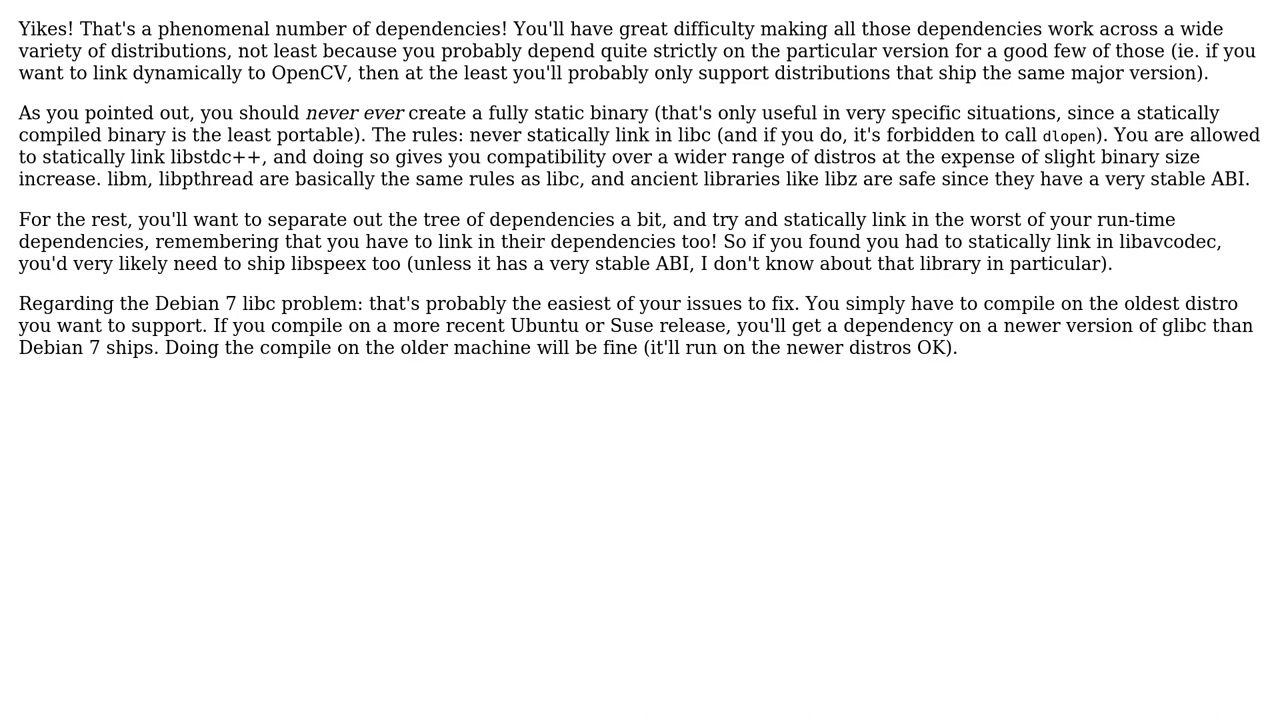 Yikes! That's a phenomenal number of dependencies! You'll have great difficulty making all those dependencies work across a wide
variety of distributions, not least because you probably depend quite strictly on the particular version for a good few of those (ie. if you
want to link dynamically to OpenCV, then at the least you'll probably only support distributions that ship the same major version).
As you pointed out, you should never ever create a fully static binary (that's only useful in very specific situations, since a statically
compiled binary is the least portable). The rules: never statically link in libc (and if you do, it's forbidden to call dlopen). You are allowed
to statically link libstdc++, and doing so gives you compatibility over a wider range of distros at the expense of slight binary size
increase. libm, libpthread are basically the same rules as libc, and ancient libraries like libz are safe since they have a very stable ABI.
For the rest, you'll want to separate out the tree of dependencies a bit, and try and statically link in the worst of your run-time
dependencies, remembering that you have to link in their dependencies too! So if you found you had to statically link in libavcodec,
you'd very likely need to ship libspeex too (unless it has a very stable ABI, I don't know about that library in particular).
Regarding the Debian 7 libc problem: that's probably the easiest of your issues to fix. You simply have to compile on the oldest distro
you want to support. If you compile on a more recent Ubuntu or Suse release, you'll get a dependency on a newer version of glibc than
Debian 7 ships. Doing the compile on the older machine will be fine (it'll run on the newer distros OK).